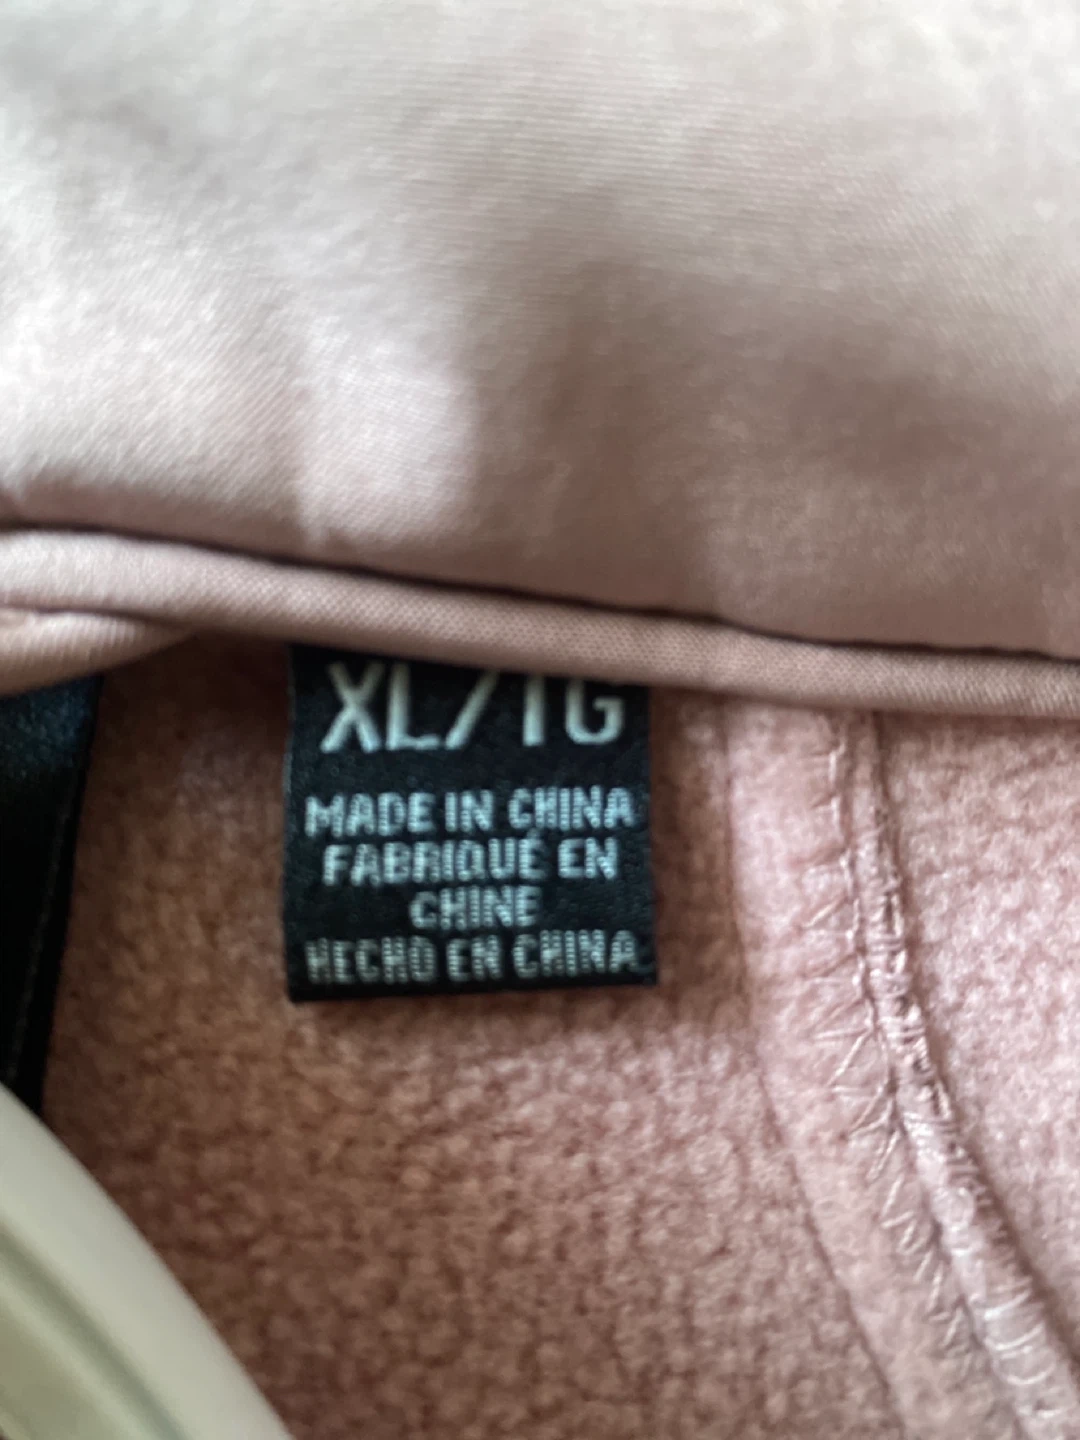 XL/TG
MADE IN CHINA
FABRIQUÉ EN
CHINE
HECHO EN CHINA